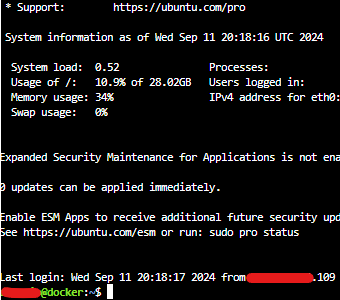 * Support: https://ubuntu.com/pro
System information as of Wed Sep 11 20:18:16 UTC 2024
System load: 0.52 Processes:
Usage of /: 10.9% of 28.02GB Users logged in:
Memory usage: 34% IPv4 address for eth0:
Swap usage: 0%
Expanded Security Maintenance for Applications is not ena
0 updates can be applied immediately.
Enable ESM Apps to receive additional future security upd
See https://ubuntu.com/esm or run: sudo pro status
Last login: Wed Sep 11 20:18:17 2024 from .109
@docker:~$